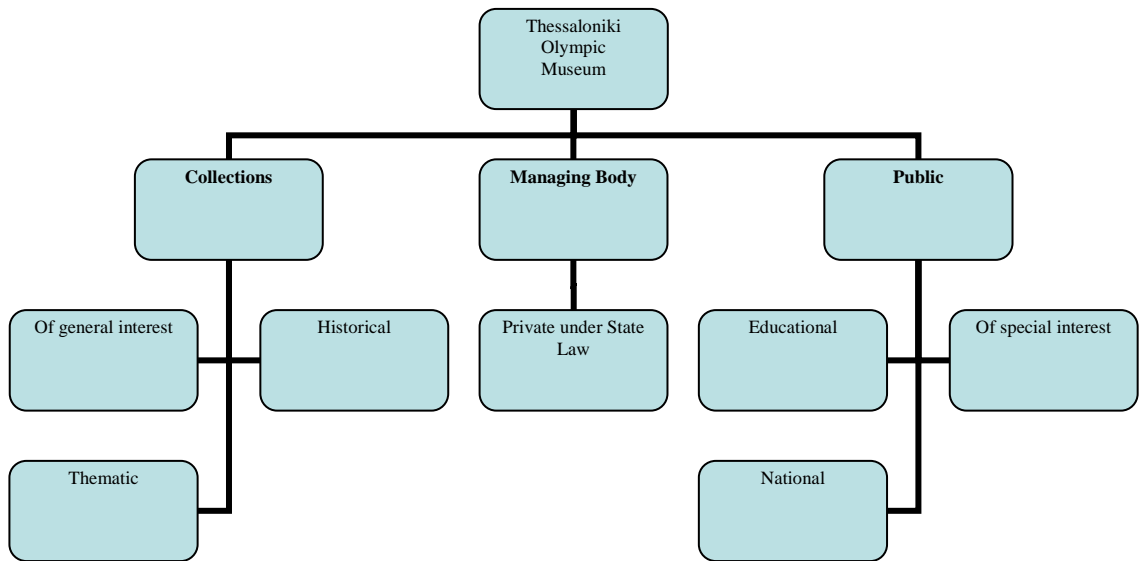 Thessaloniki
Olympic
Museum
Collections
Managing Body
Public
Of general interest
Historical
Private under State
Law
Educational
Of special interest
Thematic
National